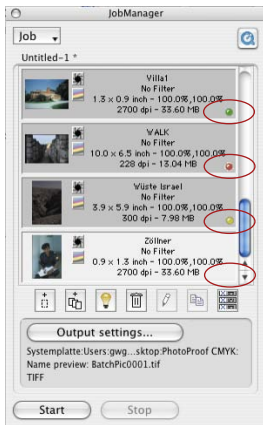 JobManager
Job
Untitled-1 *
Villa1
No Filter
1.3 x 0.9 inch - 100.0%,100.0%
2700 dpi - 33.60 MB
WALK
No Filter
10.0 x 6.5 inch - 100.0%,100.0%
228 dpi - 13.04 MB
Wüste Israel
No Filter
3.9 x 5.9 inch - 100.0%,100.0%
300 dpi - 7.98 MB
Zöllner
No Filter
0.9 x 1.3 inch - 100.0%,100.0%
2700 dpi - 33.60 MB
Output settings...
Systemplatte:Users:gwg...sktop:PhotoProof CMYK:
Name preview: BatchPic0001.tif
TIFF
Start
Stop